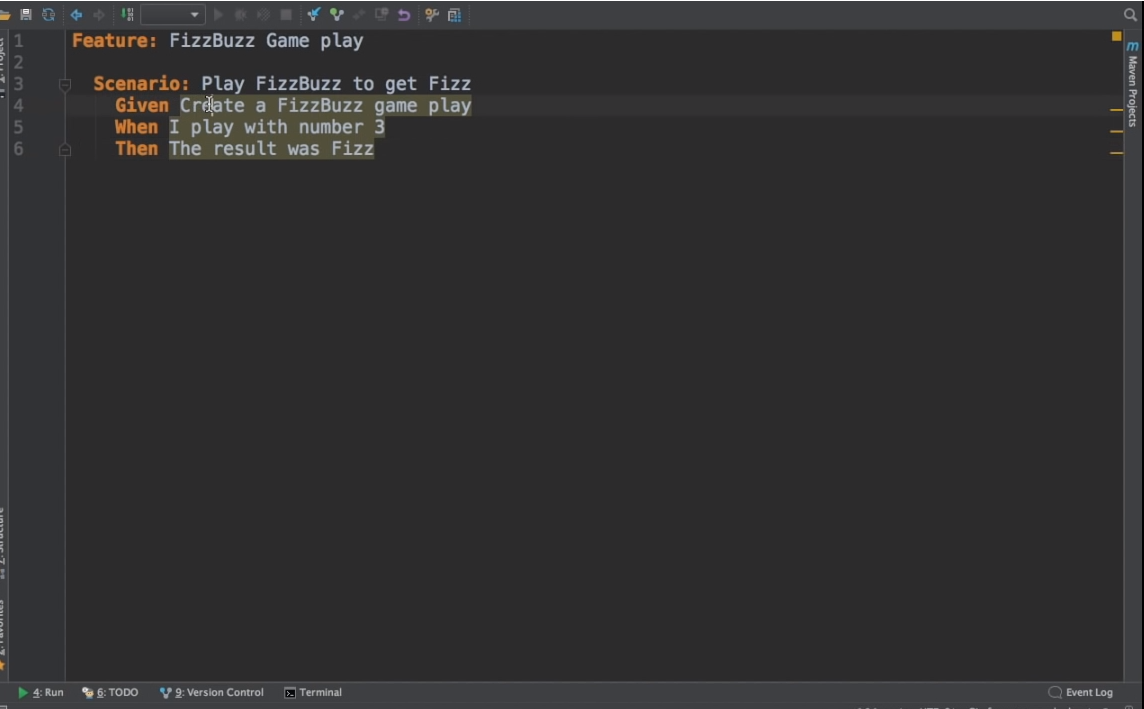 1 Feature: FizzBuzz Game play
2
3 Scenario: Play FizzBuzz to get Fizz
4 Given Create a FizzBuzz game play
5 When I play with number 3
6 Then The result was Fizz
m Maven Projects
4: Run 6: TODO 9: Version Control Terminal Event Log